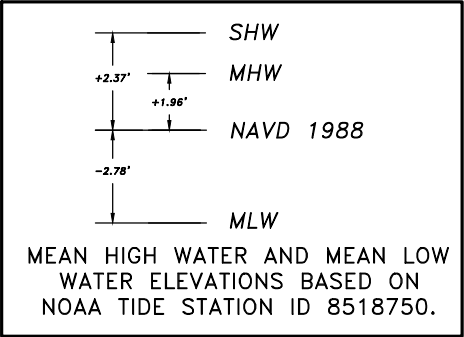 SHW
+2.37'
MHW
+1.96'
NAVD 1988
-2.78'
MLW
MEAN HIGH WATER AND MEAN LOW
WATER ELEVATIONS BASED ON
NOAA TIDE STATION ID 8518750.